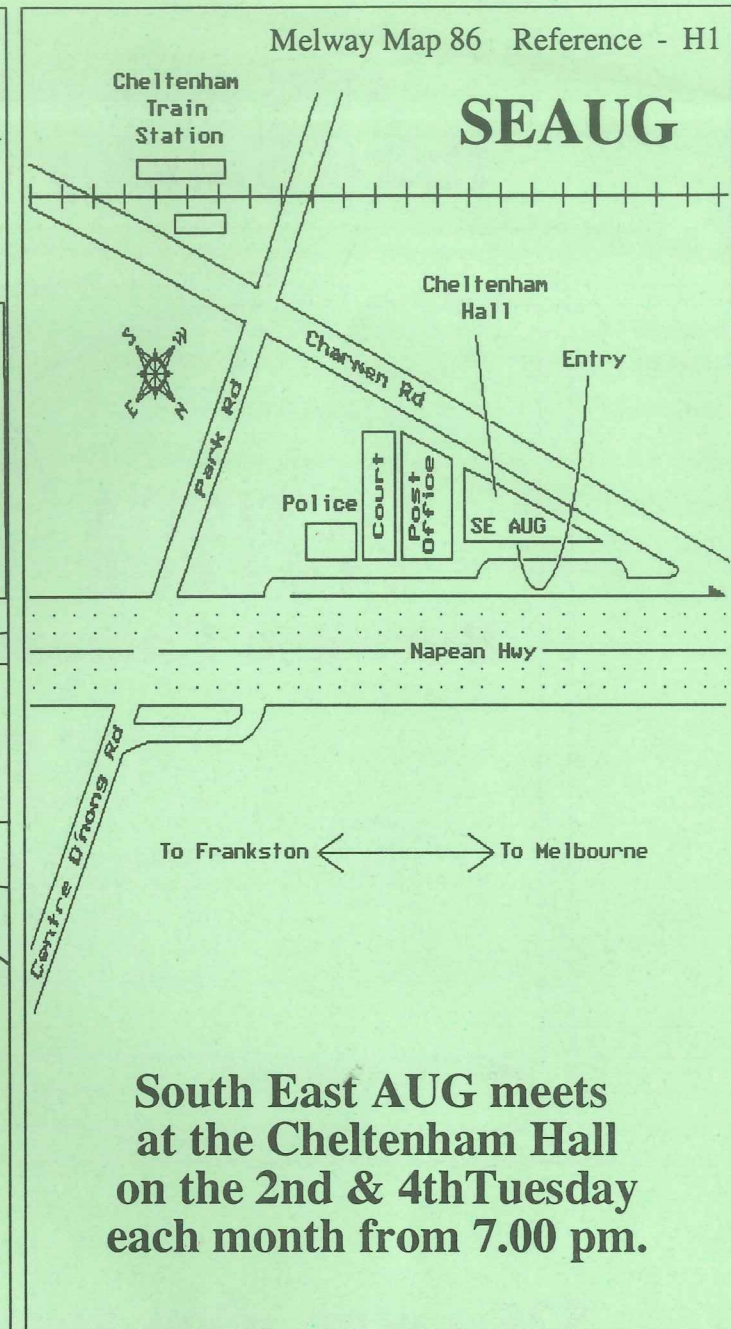 Melway Map 86 Reference - H1
SEAUG
Cheltenham
Train
Station
Cheltenham
Hall
Entry
S
W
E
N
Charmen Rd
Park Rd
Police
Court
Post
Office
SE AUG
Napean Hwy
Centre D'nong Rd
To Frankston
To Melbourne
South East AUG meets
at the Cheltenham Hall
on the 2nd & 4thTuesday
each month from 7.00 pm.